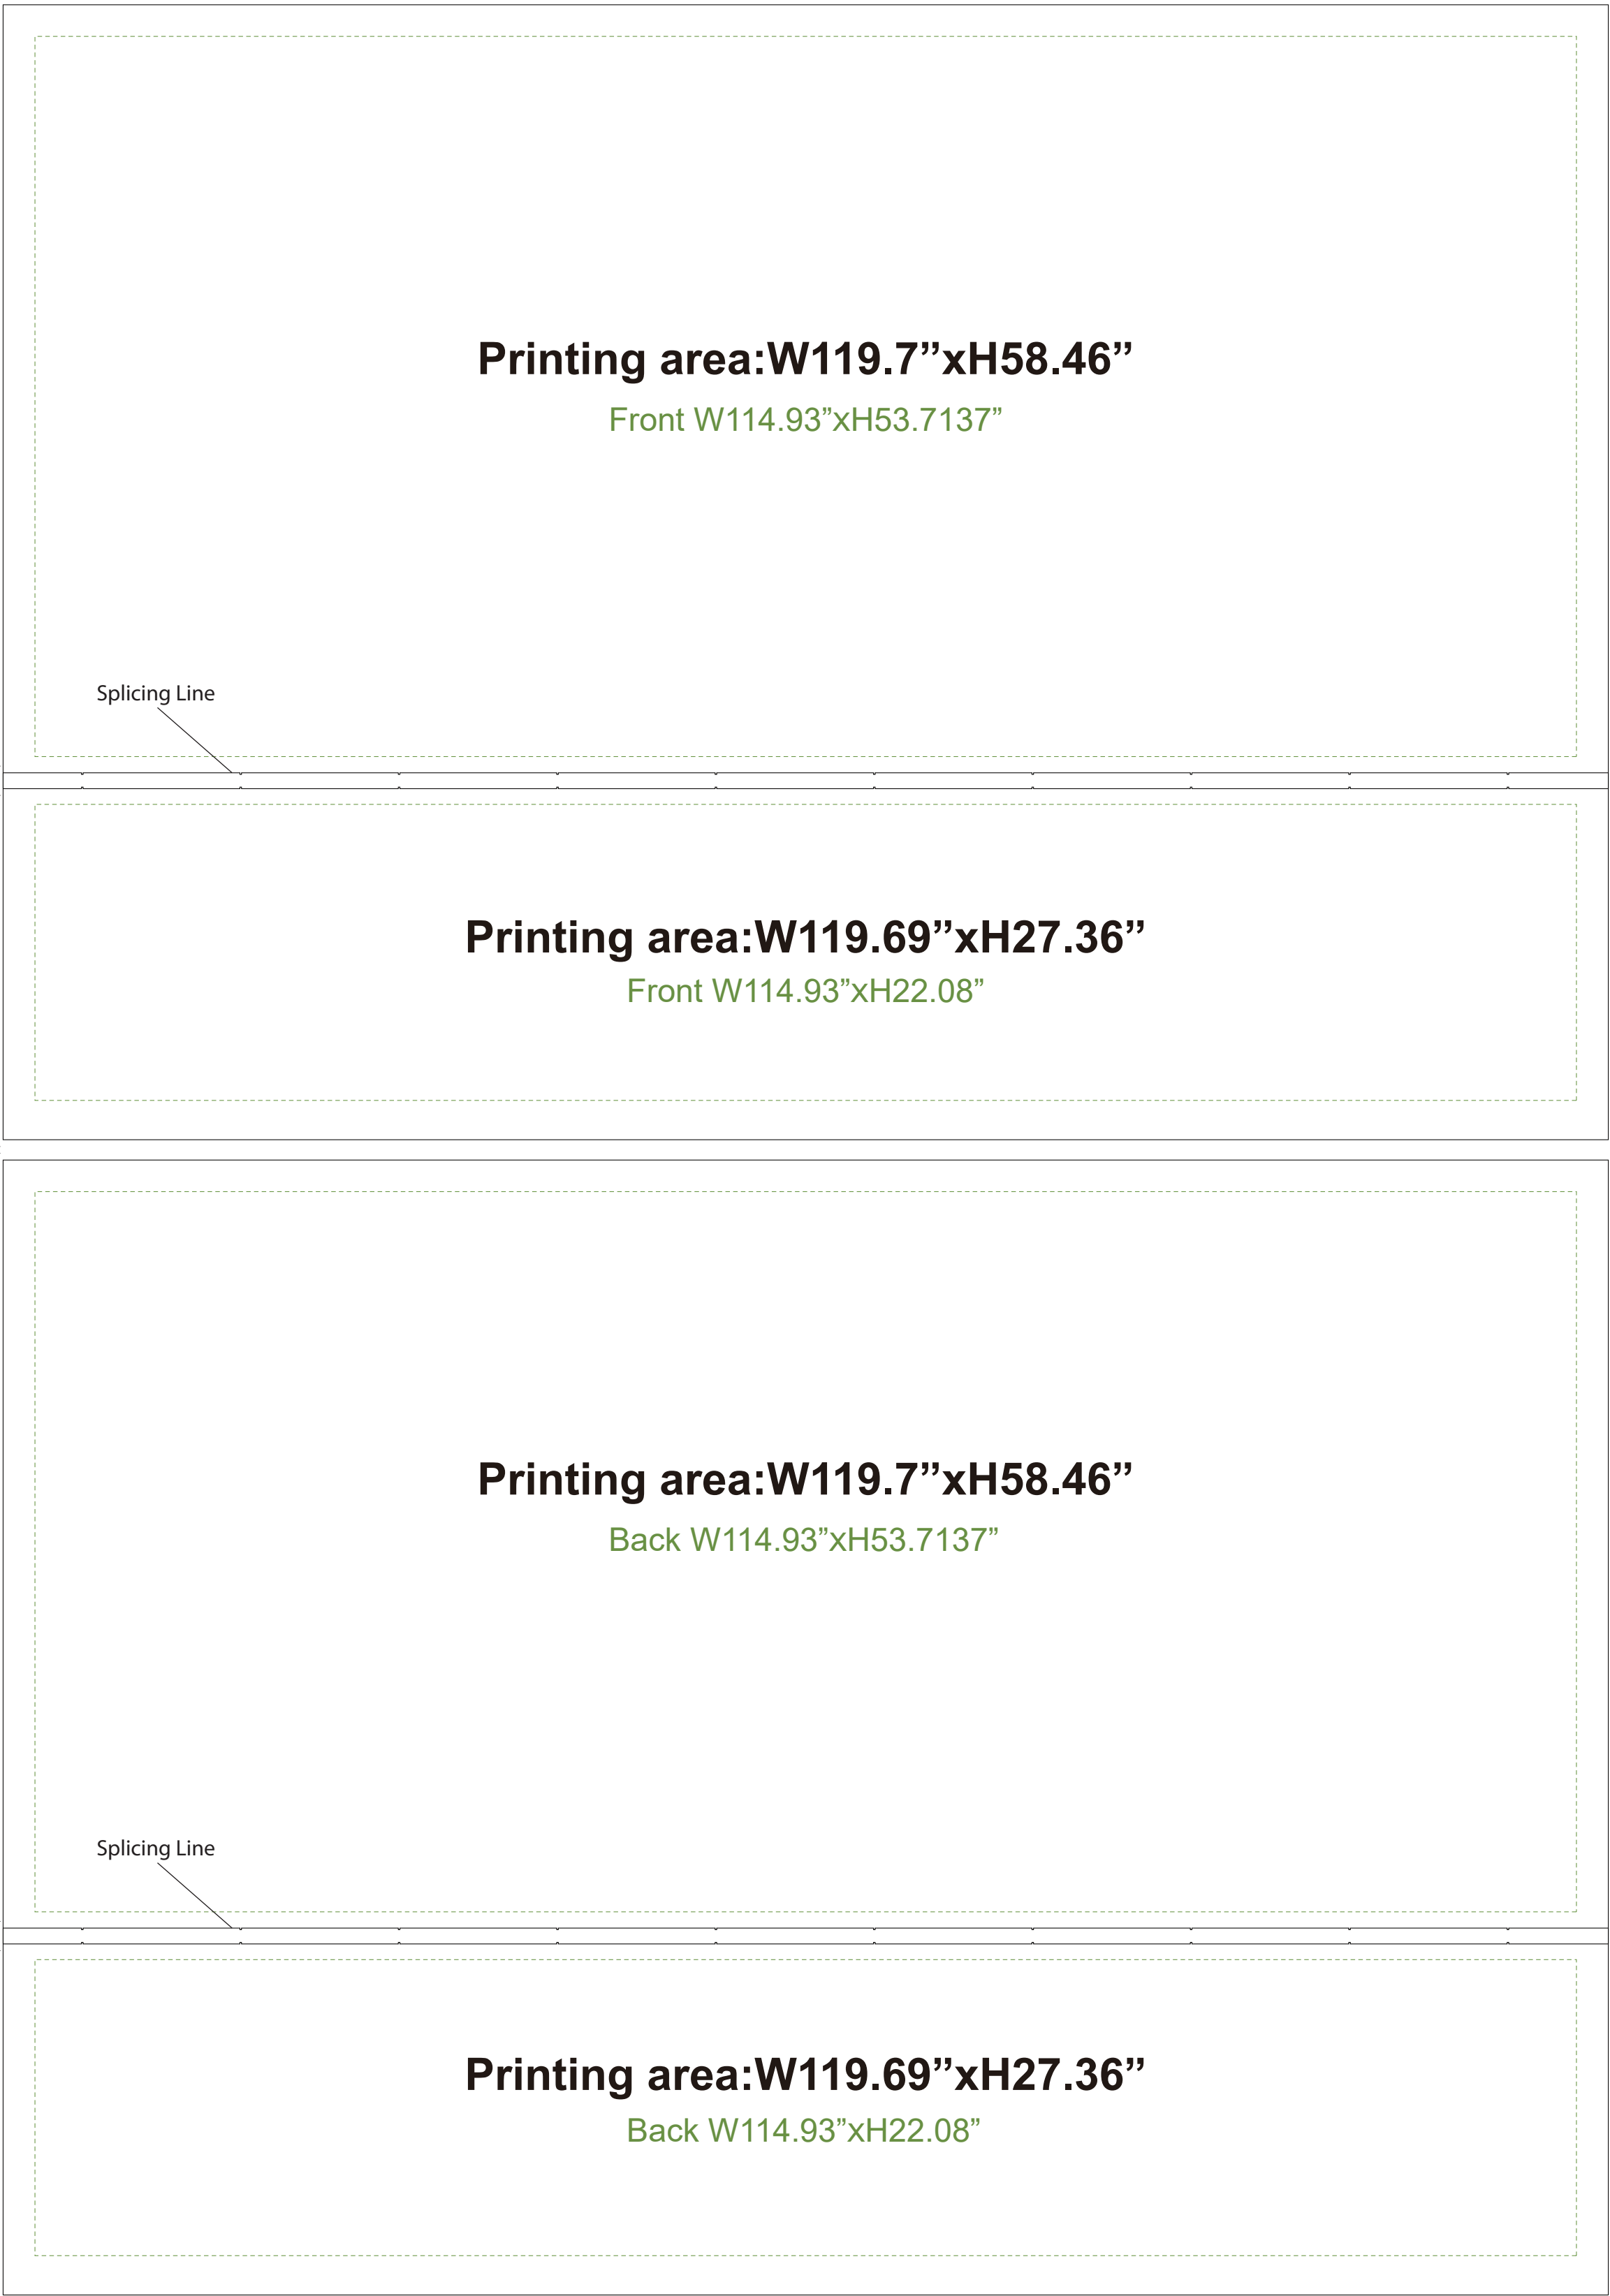 Printing area:W119.7”xH58.46”
Front W114.93”xH53.7137”
Splicing Line
Printing area:W119.69”xH27.36”
Front W114.93”xH22.08”
Printing area:W119.7”xH58.46”
Back W114.93”xH53.7137”
Splicing Line
Printing area:W119.69”xH27.36”
Back W114.93”xH22.08”